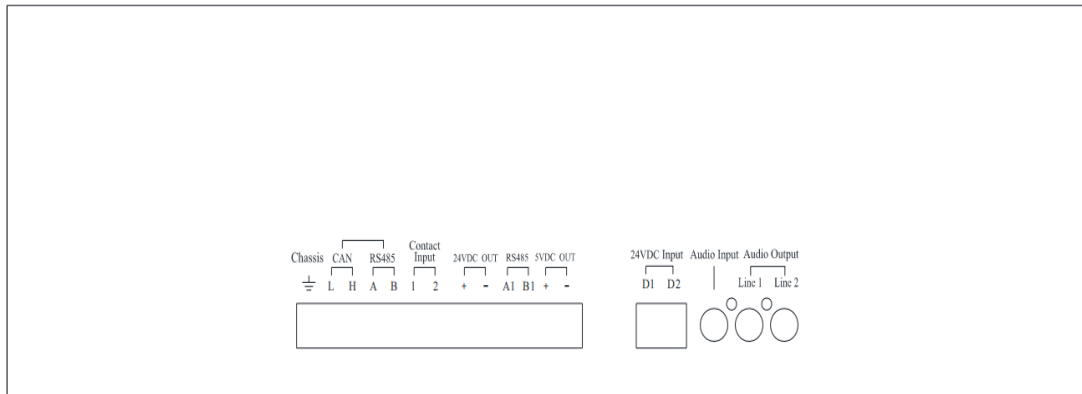 Contact
Chassis CAN RS485 Input 24VDC OUT RS485 5VDC OUT
L H A B 1 2 + - A1 B1 + -
24VDC Input Audio Input Audio Output
D1 D2 Line 1 Line 2